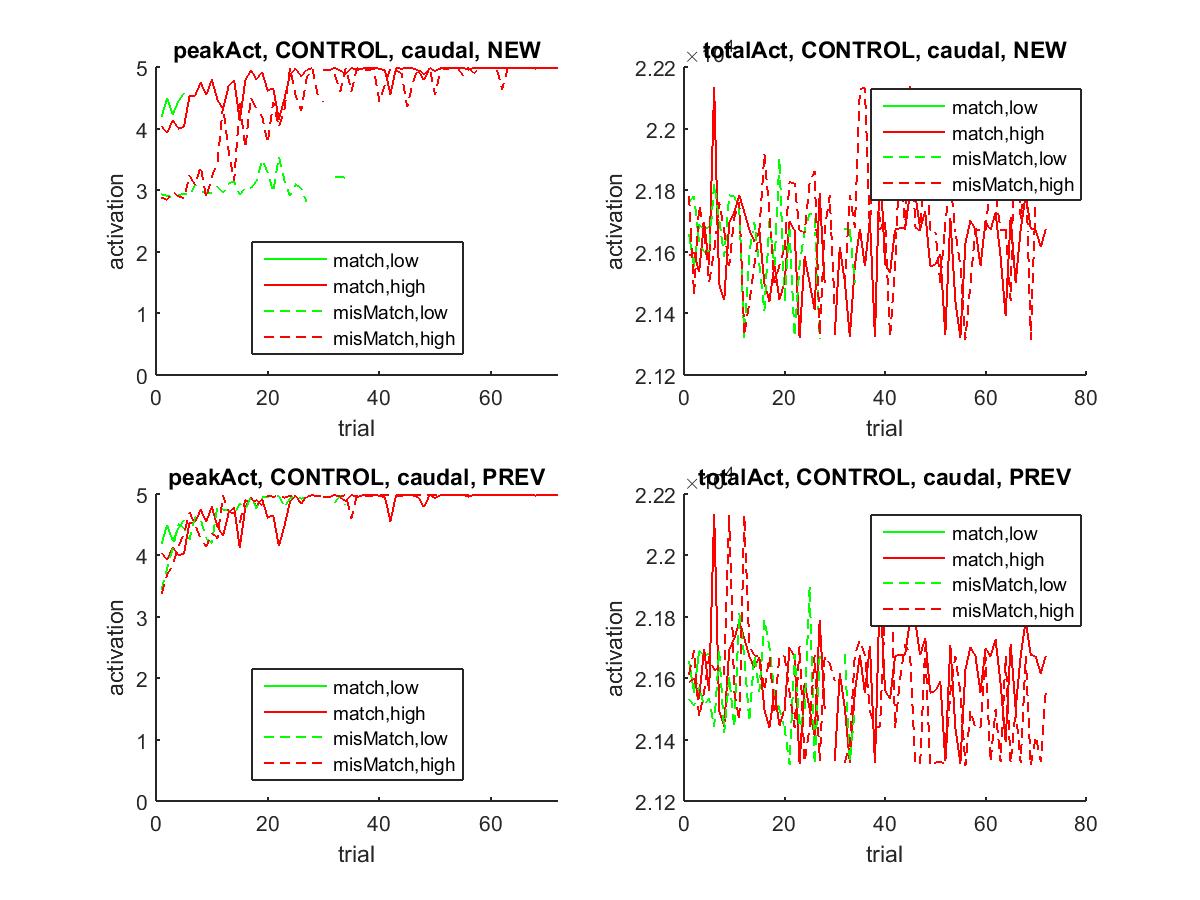 peakAct, CONTROL, caudal, NEW
5
4
3
2
1
0
activation
0 20 40 60
trial
match,low
match,high
misMatch,low
misMatch,high
totalAct, CONTROL, caudal, NEW
2.22
2.2
2.18
2.16
2.14
2.12
activation
0 20 40 60 80
trial
match,low
match,high
misMatch,low
misMatch,high
peakAct, CONTROL, caudal, PREV
5
4
3
2
1
0
activation
0 20 40 60
trial
match,low
match,high
misMatch,low
misMatch,high
totalAct, CONTROL, caudal, PREV
2.22
2.2
2.18
2.16
2.14
2.12
activation
0 20 40 60 80
trial
match,low
match,high
misMatch,low
misMatch,high